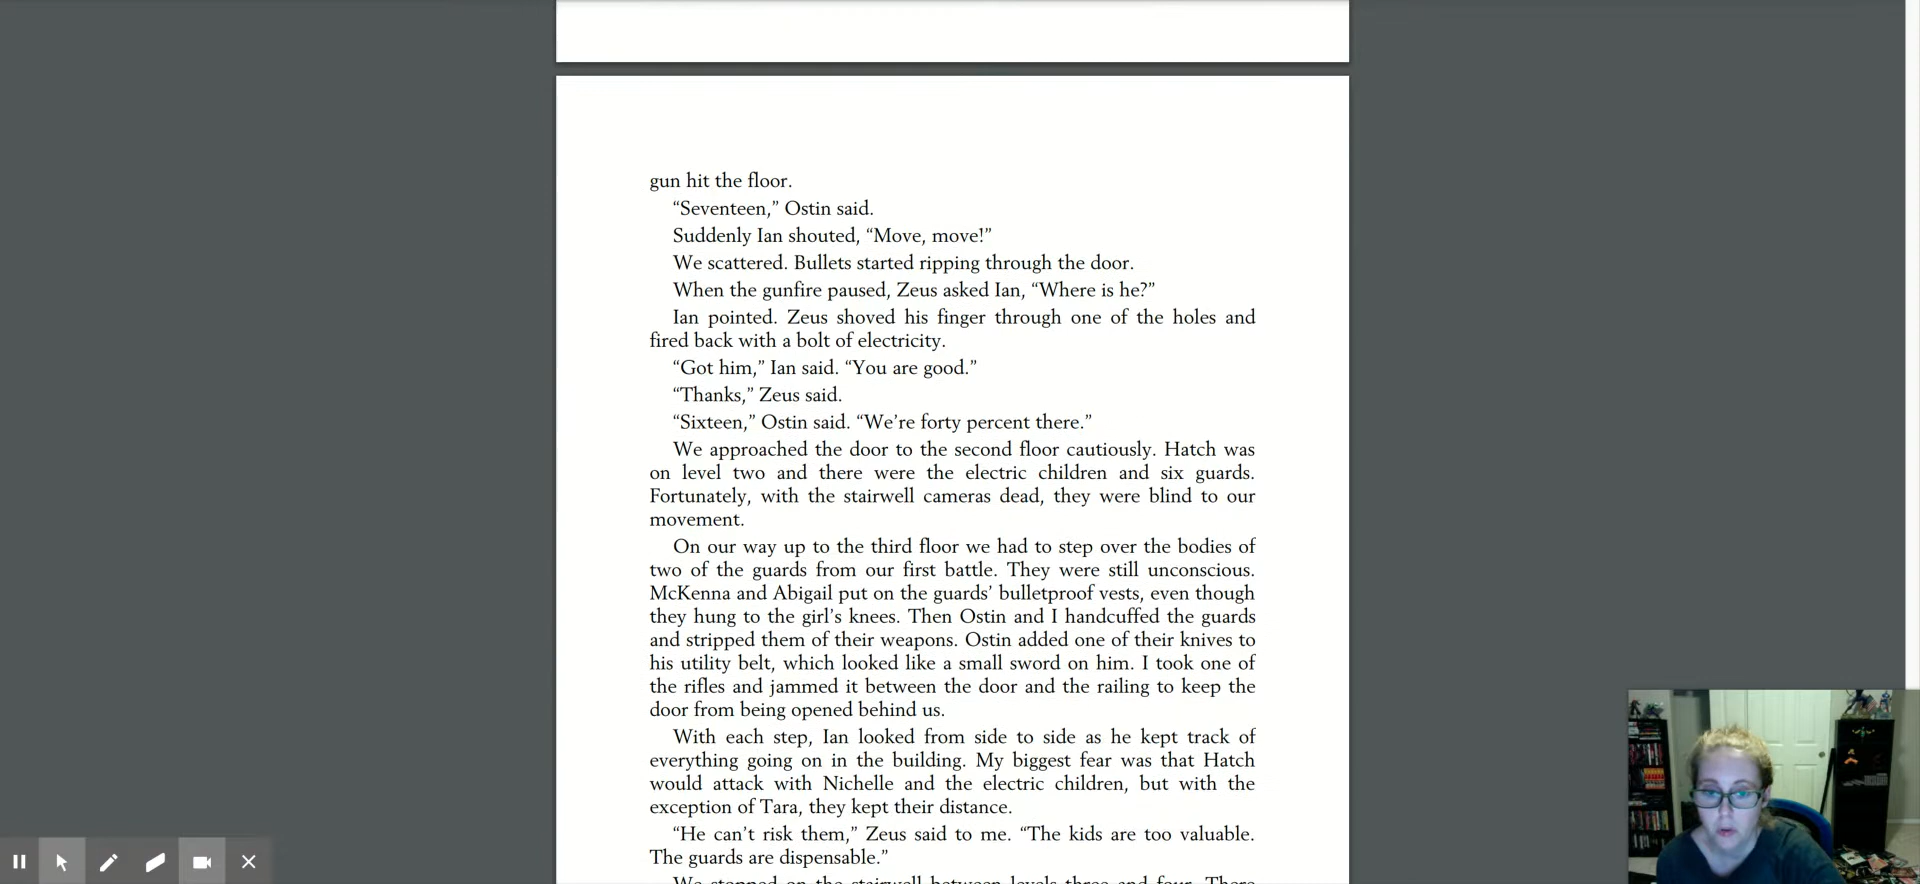 gun hit the floor.
“Seventeen,” Ostin said.
Suddenly Ian shouted, “Move, move!”
We scattered. Bullets started ripping through the door.
When the gunfire paused, Zeus asked Ian, “Where is he?”
Ian pointed. Zeus shoved his finger through one of the holes and
fired back with a bolt of electricity.
“Got him,” Ian said. “You are good.”
“Thanks,” Zeus said.
“Sixteen,” Ostin said. “We’re forty percent there.”
We approached the door to the second floor cautiously. Hatch was
on level two and there were the electric children and six guards.
Fortunately, with the stairwell cameras dead, they were blind to our
movement.
On our way up to the third floor we had to step over the bodies of
two of the guards from our first battle. They were still unconscious.
McKenna and Abigail put on the guards’ bulletproof vests, even though
they hung to the girl’s knees. Then Ostin and I handcuffed the guards
and stripped them of their weapons. Ostin added one of their knives to
his utility belt, which looked like a small sword on him. I took one of
the rifles and jammed it between the door and the railing to keep the
door from being opened behind us.
With each step, Ian looked from side to side as he kept track of
everything going on in the building. My biggest fear was that Hatch
would attack with Nichelle and the electric children, but with the
exception of Tara, they kept their distance.
“He can’t risk them,” Zeus said to me. “The kids are too valuable.
The guards are dispensable.”
We stopped on the stairwell between levels three and four. There